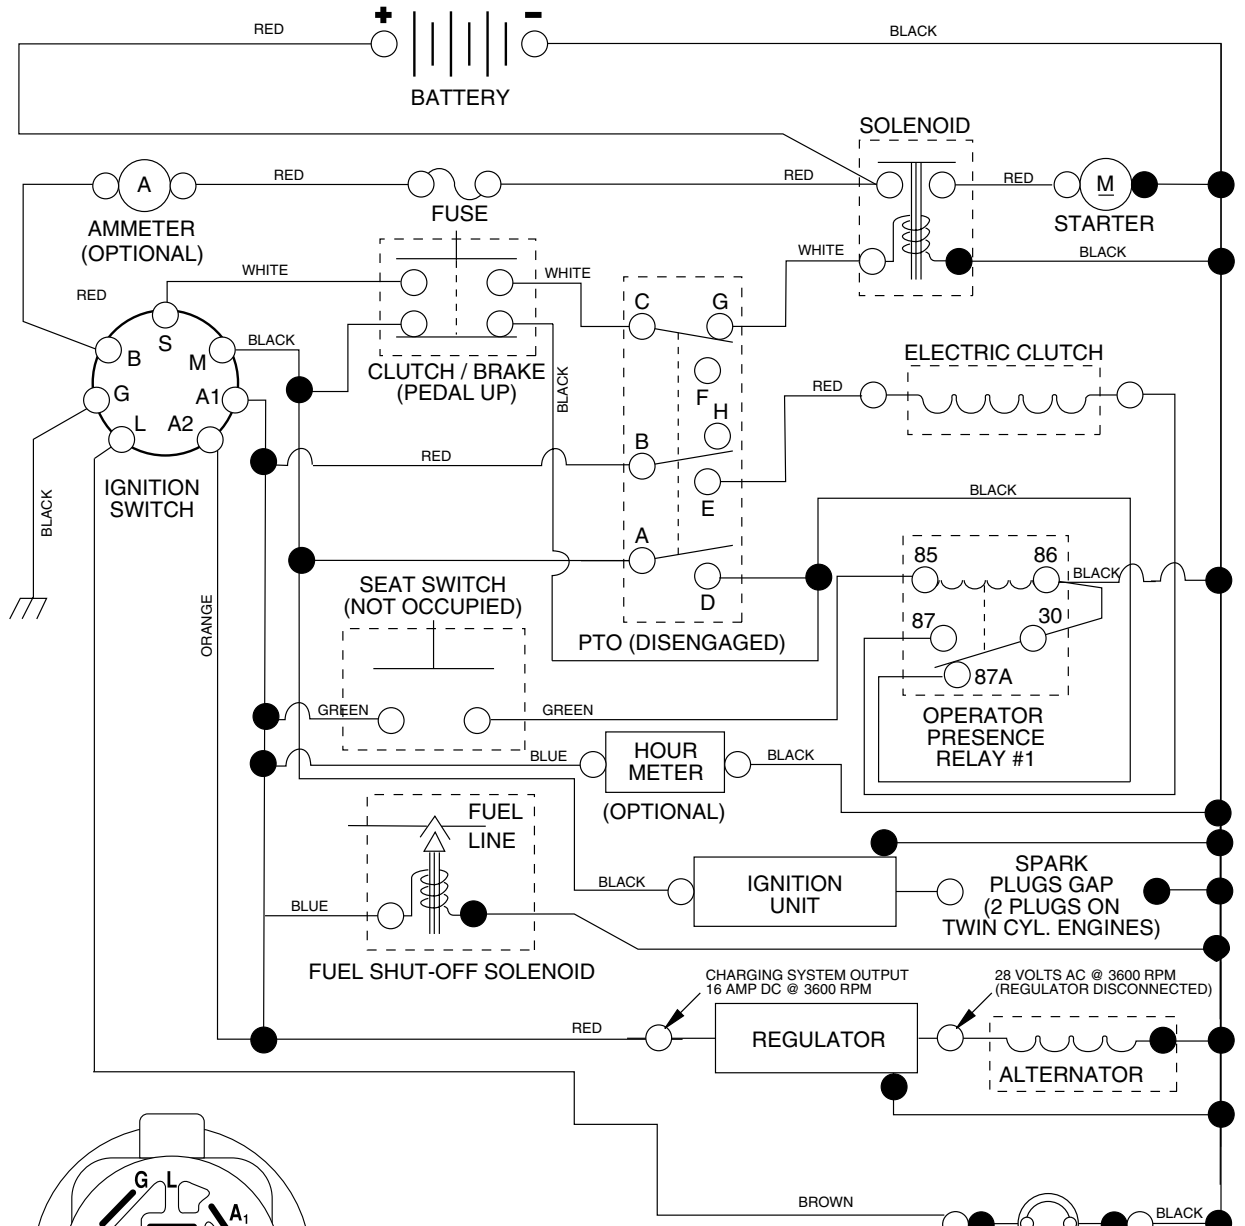 + -
RED
BLACK
BATTERY
SOLENOID
A
RED
RED
RED
M
FUSE
STARTER
AMMETER
(OPTIONAL)
WHITE
WHITE
WHITE
BLACK
RED
S
B
M
BLACK
C
G
G
A1
L
A2
CLUTCH / BRAKE
(PEDAL UP)
BLACK
F
H
ELECTRIC CLUTCH
RED
B
RED
E
IGNITION
SWITCH
BLACK
BLACK
A
D
85
86
BLACK
SEAT SWITCH
(NOT OCCUPIED)
ORANGE
87
30
PTO (DISENGAGED)
87A
GREEN
GREEN
OPERATOR
PRESENCE
RELAY #1
BLUE
HOUR
METER
BLACK
(OPTIONAL)
FUEL
LINE
BLACK
IGNITION
UNIT
SPARK
PLUGS GAP
(2 PLUGS ON
TWIN CYL. ENGINES)
BLUE
FUEL SHUT-OFF SOLENOID
CHARGING SYSTEM OUTPUT
16 AMP DC @ 3600 RPM
28 VOLTS AC @ 3600 RPM
(REGULATOR DISCONNECTED)
RED
REGULATOR
ALTERNATOR
G L
A1
BROWN
BLACK